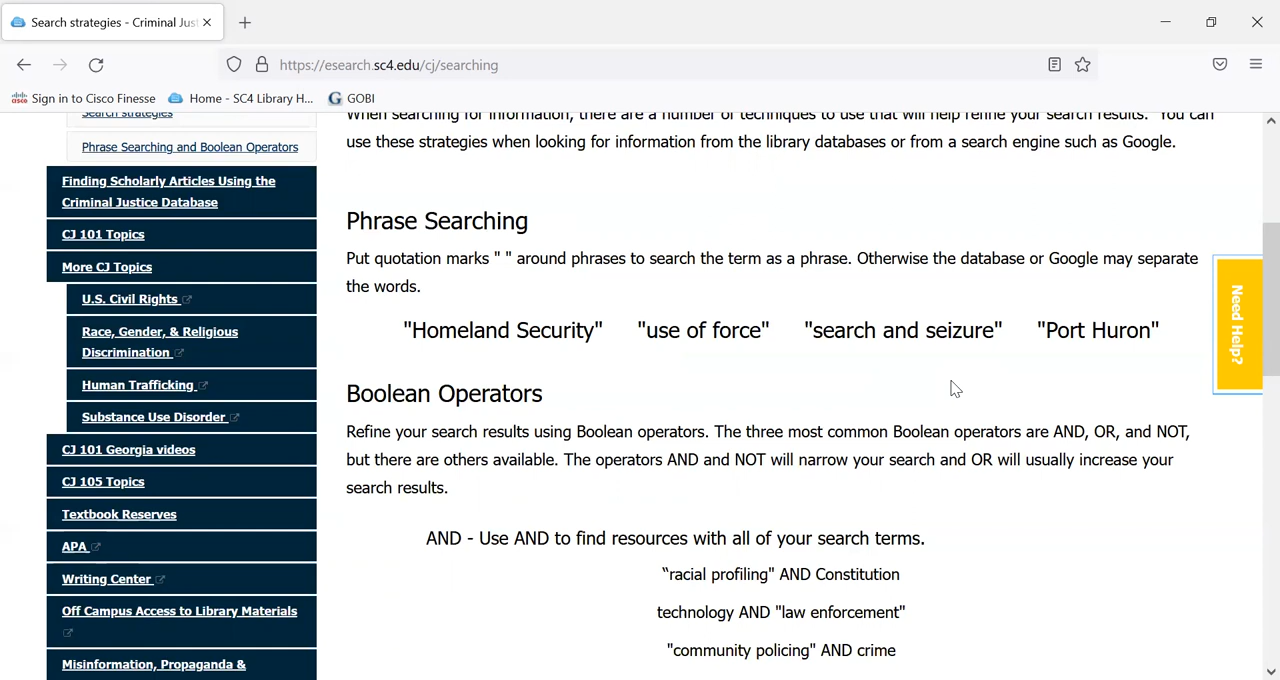 Search strategies - Criminal Jus
https://esearch.sc4.edu/cj/searching
Sign in to Cisco Finesse
Home - SC4 Library H...
GOBI
Search strategies
Phrase Searching and Boolean Operators
Finding Scholarly Articles Using the
Criminal Justice Database
CJ 101 Topics
More CJ Topics
U.S. Civil Rights
Race, Gender, & Religious
Discrimination
Human Trafficking
Substance Use Disorder
CJ 101 Georgia videos
CJ 105 Topics
Textbook Reserves
APA
Writing Center
Off Campus Access to Library Materials
Misinformation, Propaganda &
When searching for information, there are a number of techniques to use that will help refine your search results. You can
use these strategies when looking for information from the library databases or from a search engine such as Google.
Phrase Searching
Put quotation marks " " around phrases to search the term as a phrase. Otherwise the database or Google may separate
the words.
"Homeland Security" "use of force" "search and seizure" "Port Huron"
Boolean Operators
Refine your search results using Boolean operators. The three most common Boolean operators are AND, OR, and NOT,
but there are others available. The operators AND and NOT will narrow your search and OR will usually increase your
search results.
AND - Use AND to find resources with all of your search terms.
“racial profiling" AND Constitution
technology AND "law enforcement"
"community policing" AND crime
Need Help?